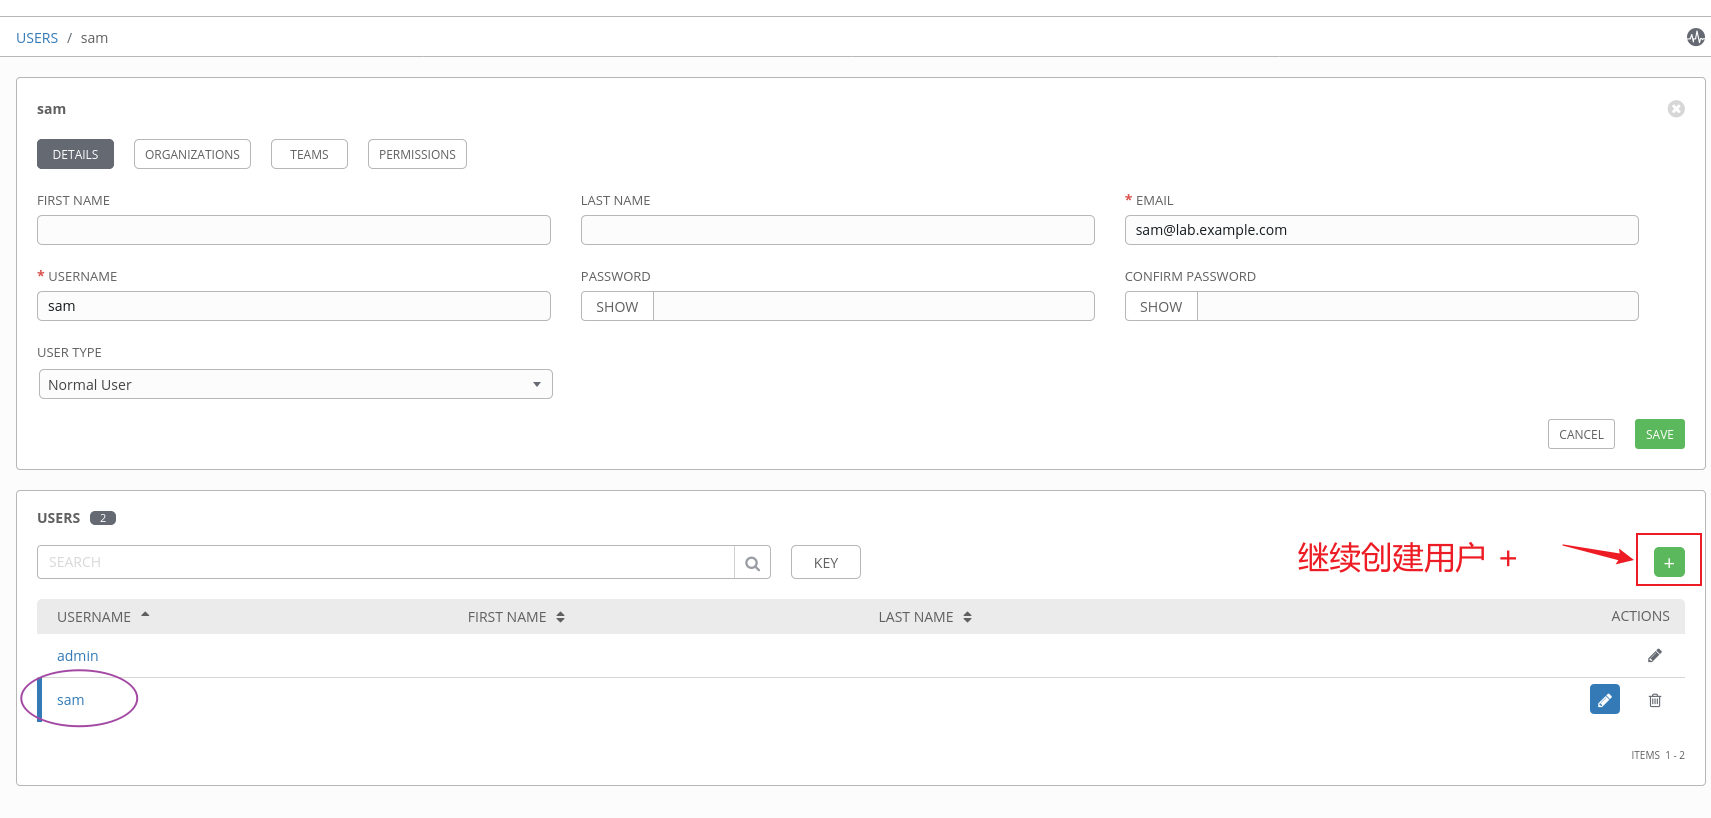 USERS / sam
sam
DETAILS ORGANIZATIONS TEAMS PERMISSIONS
FIRST NAME LAST NAME * EMAIL
sam@lab.example.com
* USERNAME PASSWORD CONFIRM PASSWORD
sam SHOW SHOW
USER TYPE
Normal User
CANCEL SAVE
USERS 2
SEARCH KEY 继续创建用户 + +
USERNAME FIRST NAME LAST NAME ACTIONS
admin
sam
ITEMS 1 - 2